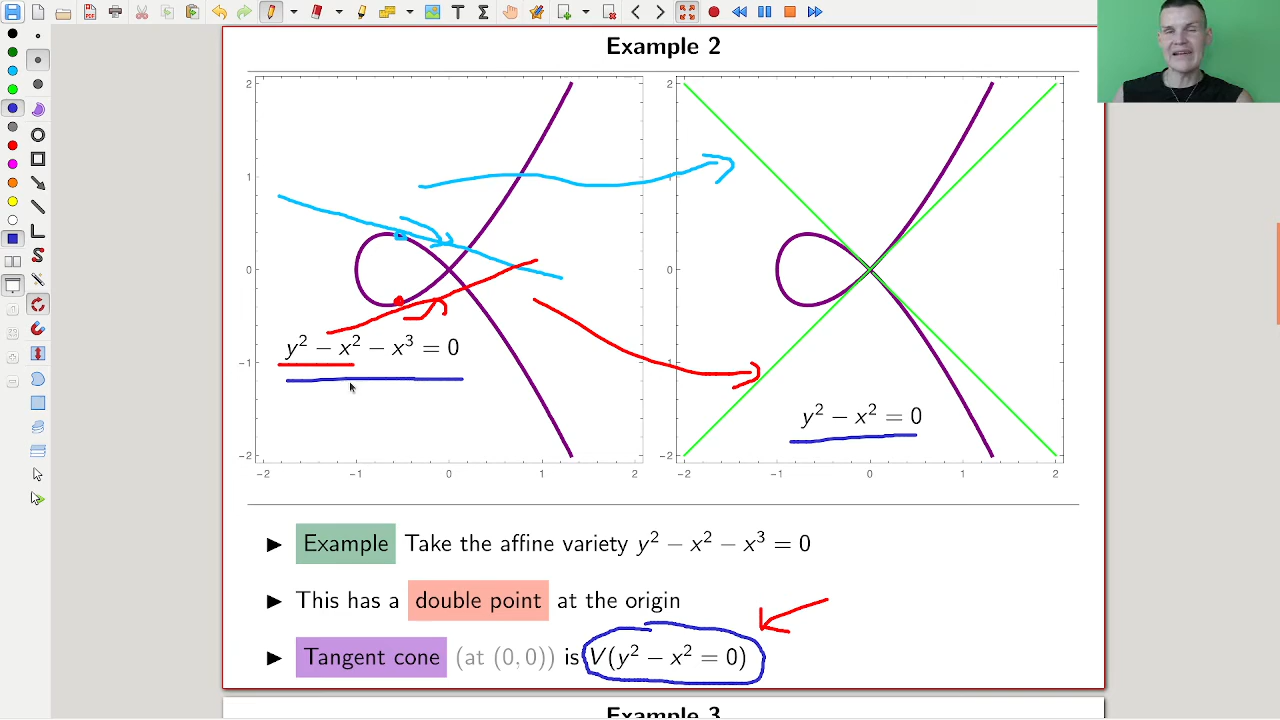 Example 2
2
1
0
−1
−2
−2
−1
0
1
2
y² − x² − x³ = 0
2
1
0
−1
−2
−2
−1
0
1
2
y² − x² = 0
► Example Take the affine variety y² − x² − x³ = 0
► This has a double point at the origin
► Tangent cone (at (0, 0)) is V(y² − x² = 0)
Example 3